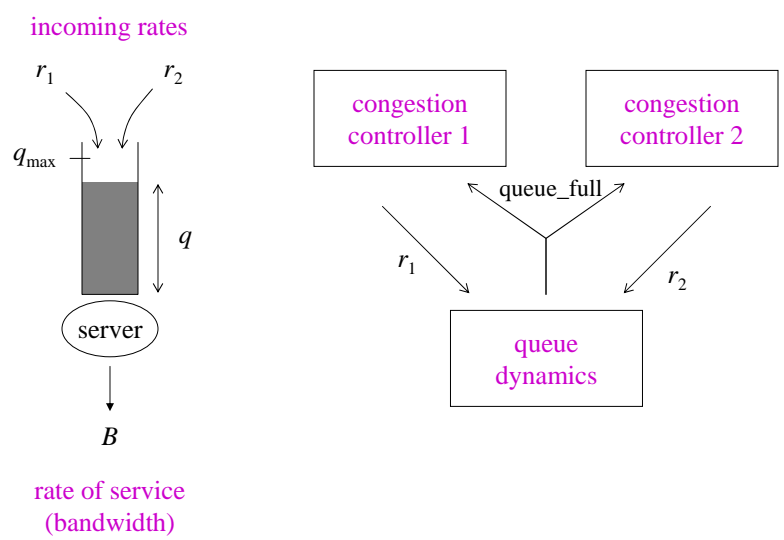 incoming rates
r1
r2
qmax
q
server
B
rate of service
(bandwidth)
congestion
controller 1
congestion
controller 2
queue_full
r1
r2
queue
dynamics